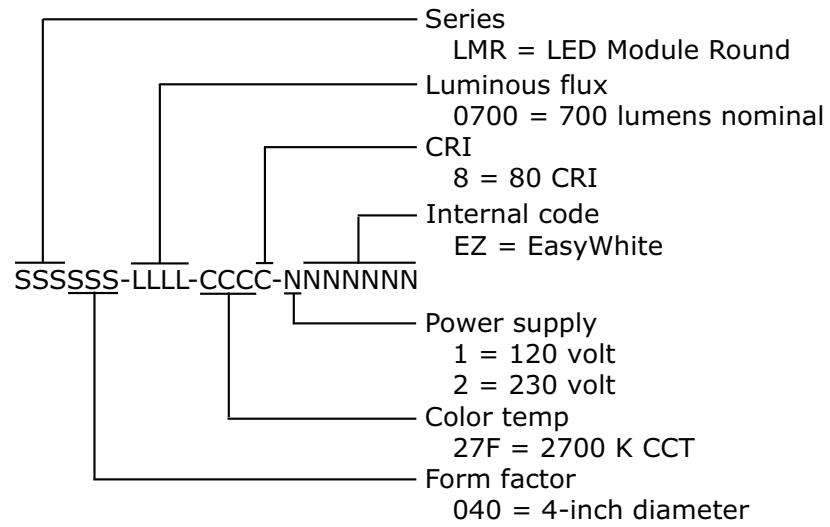 Series
LMR = LED Module Round
Luminous flux
0700 = 700 lumens nominal
CRI
8 = 80 CRI
Internal code
EZ = EasyWhite
SSSSSS-LLLL-CCCC-NNNNNNN
Power supply
1 = 120 volt
2 = 230 volt
Color temp
27F = 2700 K CCT
Form factor
040 = 4-inch diameter